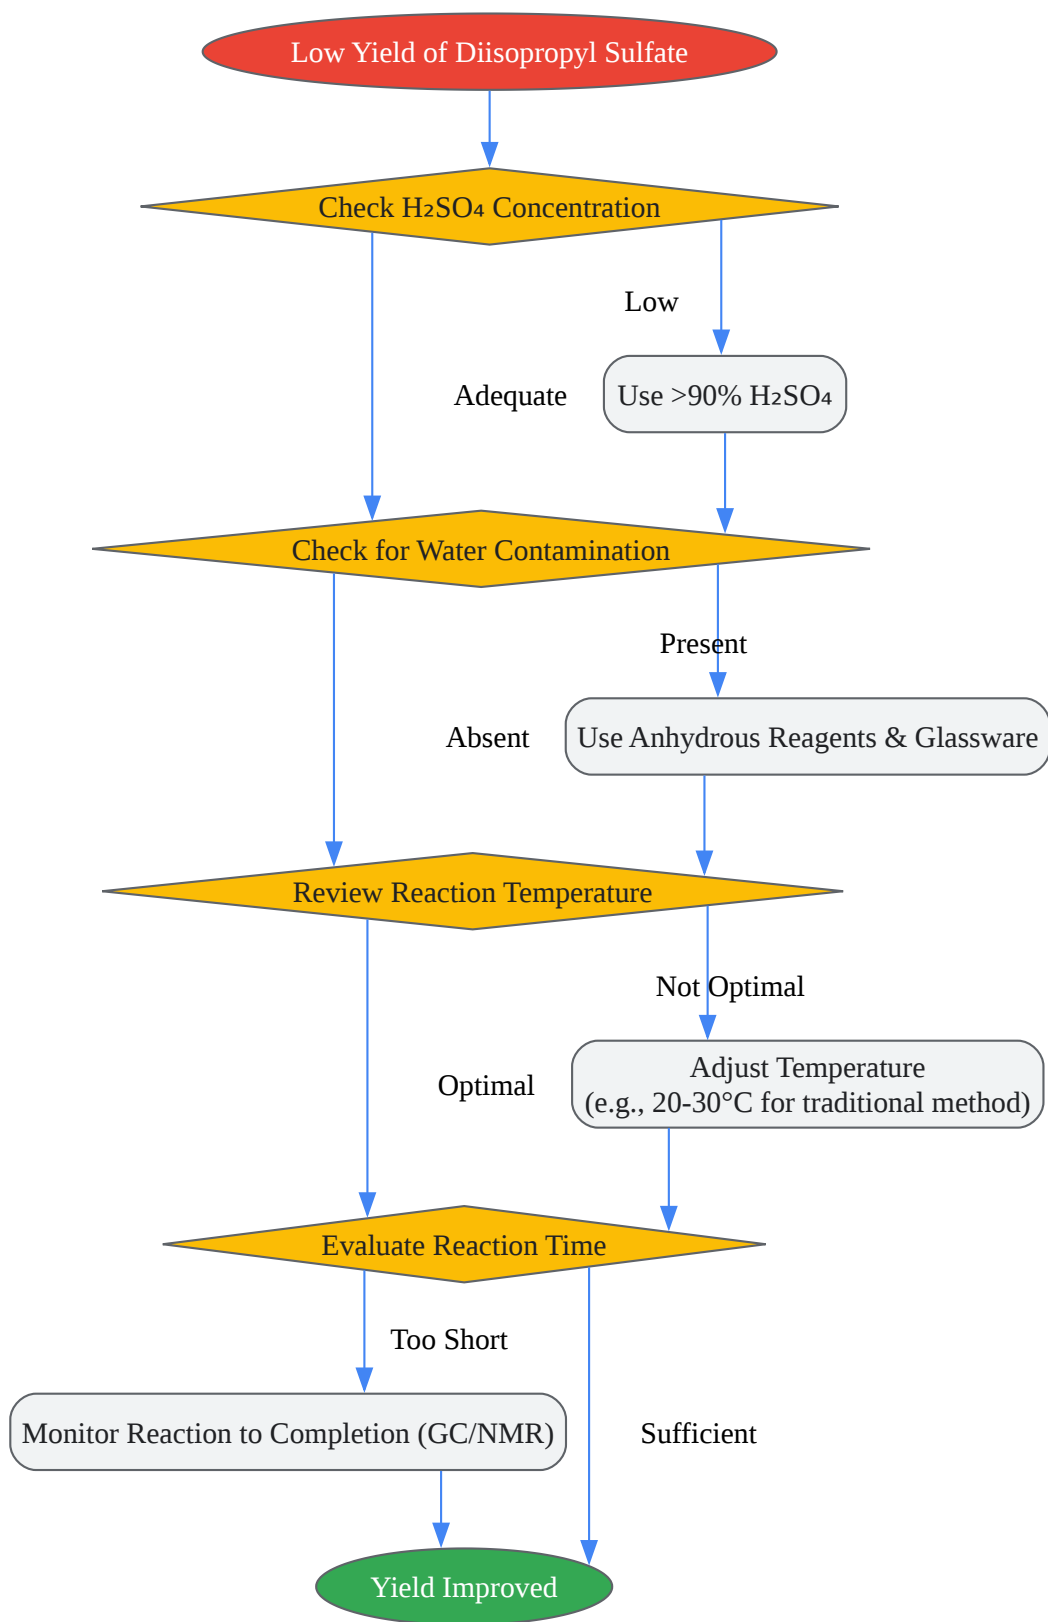 Low Yield of Diisopropyl Sulfate
Check H₂SO₄ Concentration
Low
Adequate
Use >90% H₂SO₄
Check for Water Contamination
Present
Absent
Use Anhydrous Reagents & Glassware
Review Reaction Temperature
Not Optimal
Optimal
Adjust Temperature
(e.g., 20-30°C for traditional method)
Evaluate Reaction Time
Too Short
Monitor Reaction to Completion (GC/NMR)
Sufficient
Yield Improved